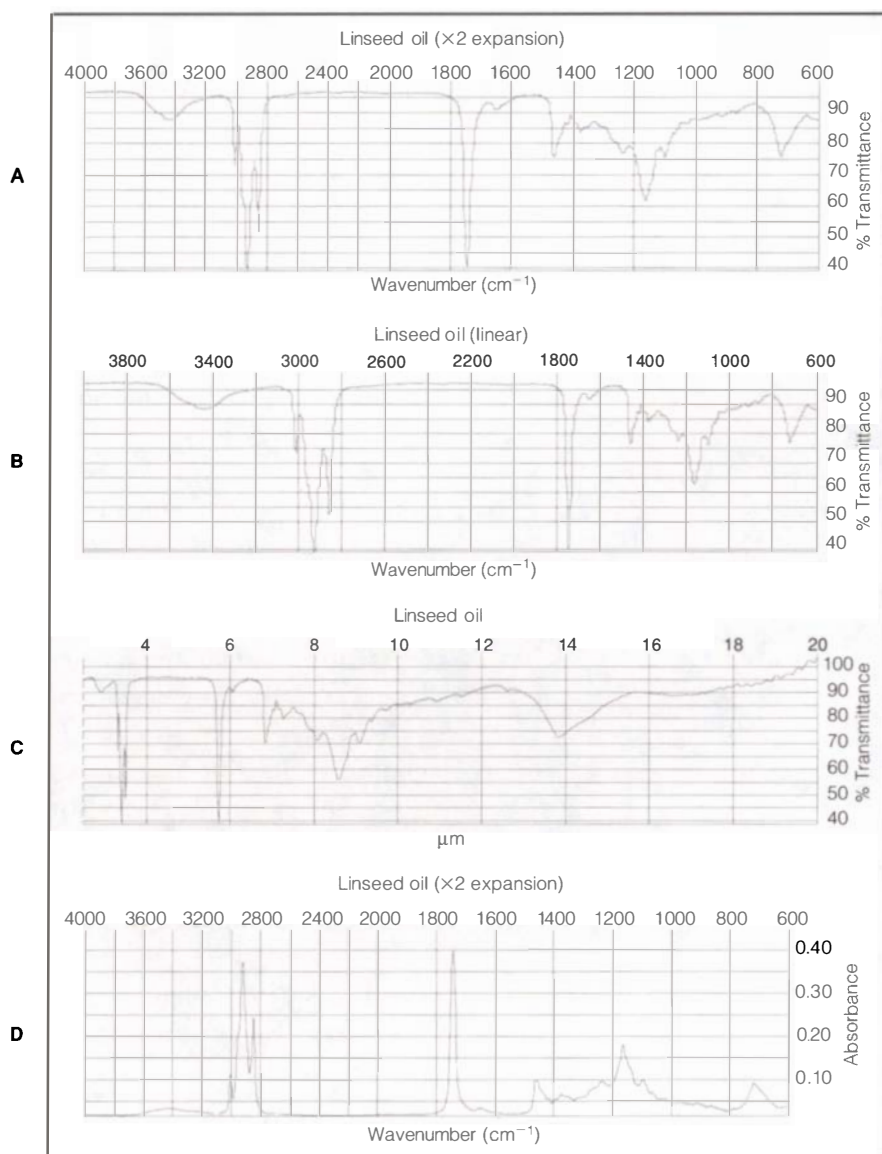 Linseed oil (×2 expansion)
4000 3600 3200 2800 2400 2000 1800 1600 1400 1200 1000 800 600
90
80
70
60
50
40
% Transmittance
A
Wavenumber (cm⁻¹)
Linseed oil (linear)
3800 3400 3000 2600 2200 1800 1400 1000 600
90
80
70
60
50
40
% Transmittance
B
Wavenumber (cm⁻¹)
Linseed oil
4 6 8 10 12 14 16 18 20
100
90
80
70
60
50
40
% Transmittance
C
μm
Linseed oil (×2 expansion)
4000 3600 3200 2800 2400 2000 1800 1600 1400 1200 1000 800 600
0.40
0.30
0.20
0.10
Absorbance
D
Wavenumber (cm⁻¹)